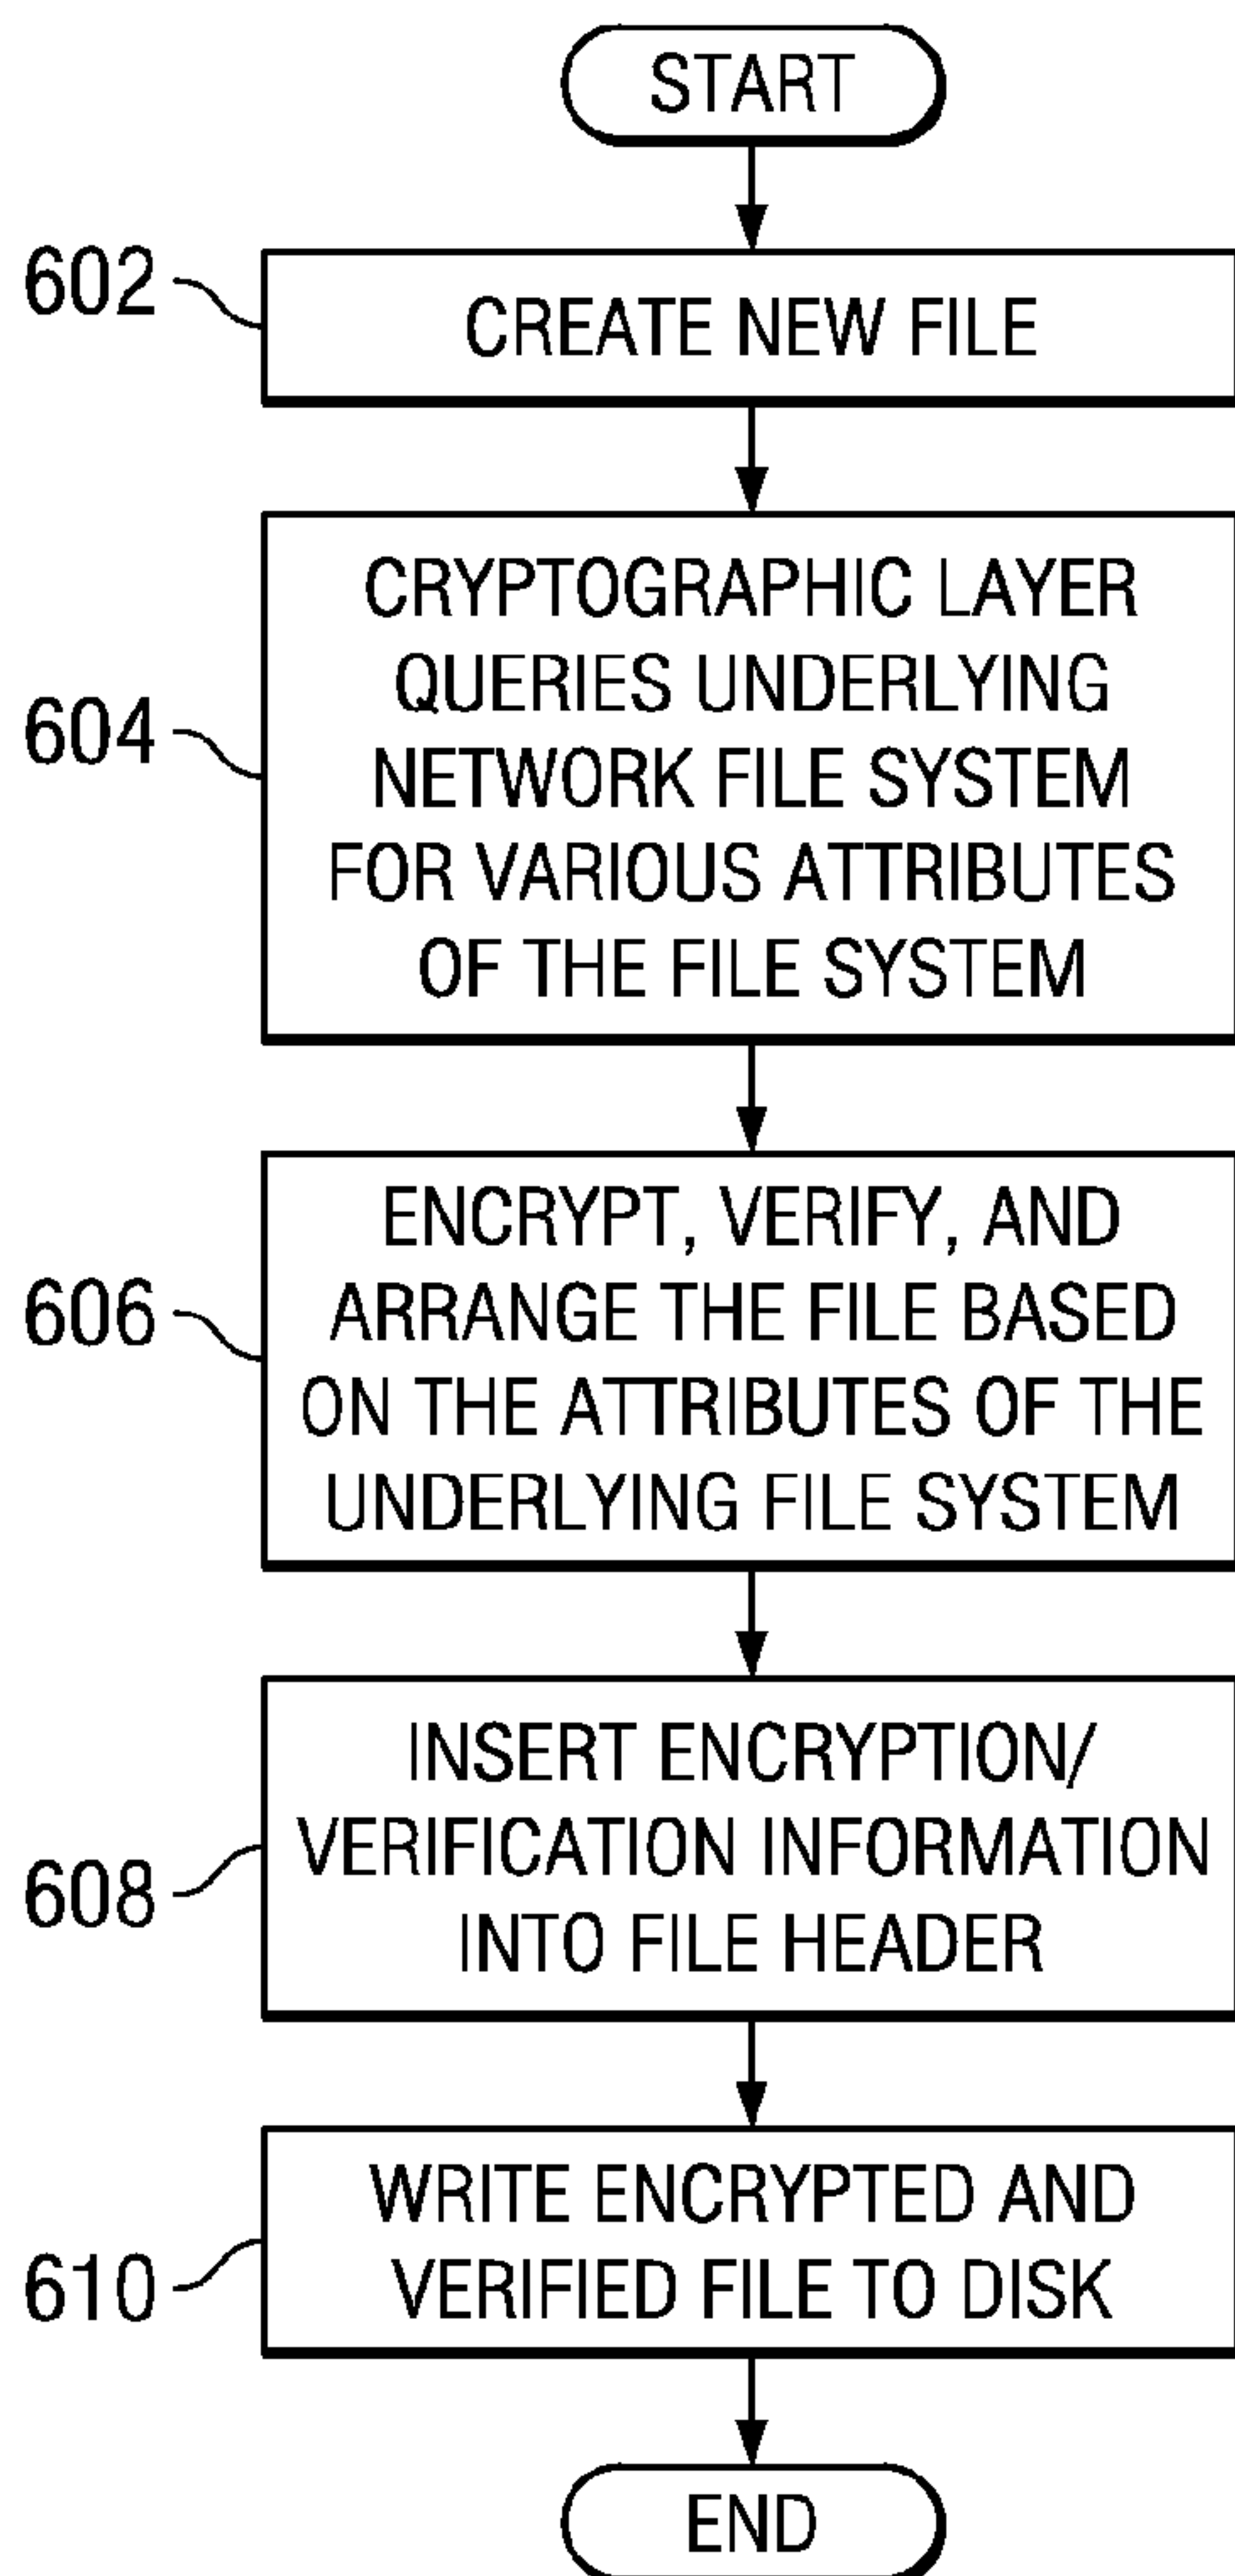 START
602
CREATE NEW FILE
604
CRYPTOGRAPHIC LAYER
QUERIES UNDERLYING
NETWORK FILE SYSTEM
FOR VARIOUS ATTRIBUTES
OF THE FILE SYSTEM
606
ENCRYPT, VERIFY, AND
ARRANGE THE FILE BASED
ON THE ATTRIBUTES OF THE
UNDERLYING FILE SYSTEM
608
INSERT ENCRYPTION/
VERIFICATION INFORMATION
INTO FILE HEADER
610
WRITE ENCRYPTED AND
VERIFIED FILE TO DISK
END